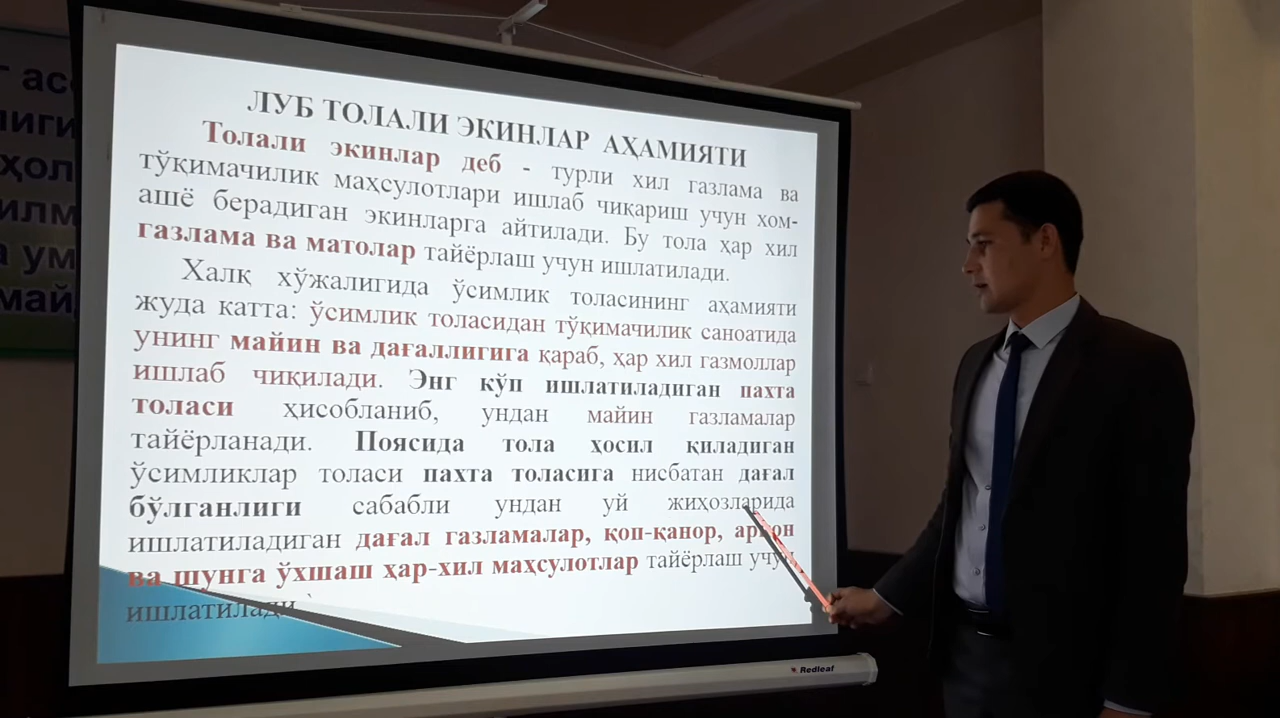 ЛУБ ТОЛАЛИ ЭКИНЛАР АҲАМИЯТИ
Толали экинлар деб - турли хил газлама ва
тўқимачилик маҳсулотлари ишлаб чиқариш учун хом-
ашё берадиган экинларга айтилади. Бу тола ҳар хил
газлама ва матолар тайёрлаш учун ишлатилади.
Халқ хўжалигида ўсимлик толасининг аҳамияти
жуда катта: ўсимлик толасидан тўқимачилик саноатида
унинг майин ва дағаллигига қараб, ҳар хил газмоллар
ишлаб чиқилади. Энг кўп ишлатиладиган пахта
толаси ҳисобланиб, ундан майин газламалар
тайёрланади. Поясида тола ҳосил қиладиган
ўсимликлар толаси пахта толасига нисбатан дағал
бўлганлиги сабабли ундан уй жиҳозларида
ишлатиладиган дағал газламалар, қоп-қанор, арқон
ва шунга ўхшаш ҳар-хил маҳсулотлар тайёрлаш учун
ишлатилади.
Redleaf